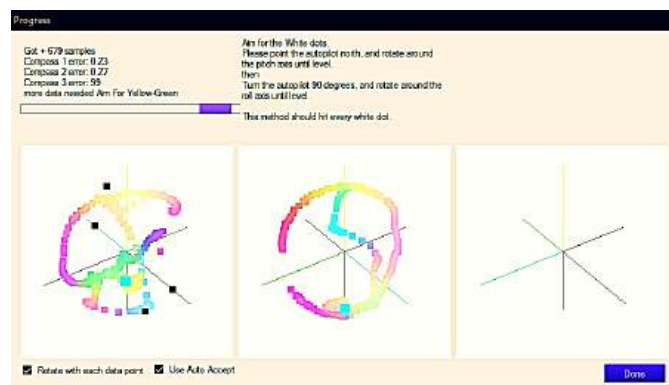 Progress
Got + 679 samples
Compass 1 error: 0.23
Compass 2 error: 0.27
Compass 3 error: 99
more data needed Aim For Yellow-Green
Aim for the White dots.
Please point the autopilot north, and rotate around
the pitch axis until level.
then
Turn the autopilot 90 degrees, and rotate around the
roll axis until level
This method should hit every white dot.
Rotate with each data point
Use Auto Accept
Done